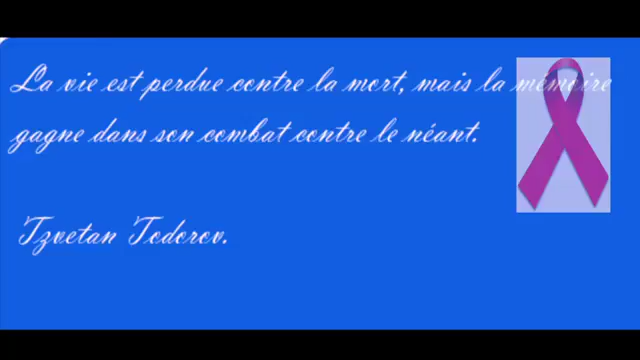 La vie est perdue contre la mort, mais la mémoire
gagne dans son combat contre le néant.
Tzvetan Todorov.